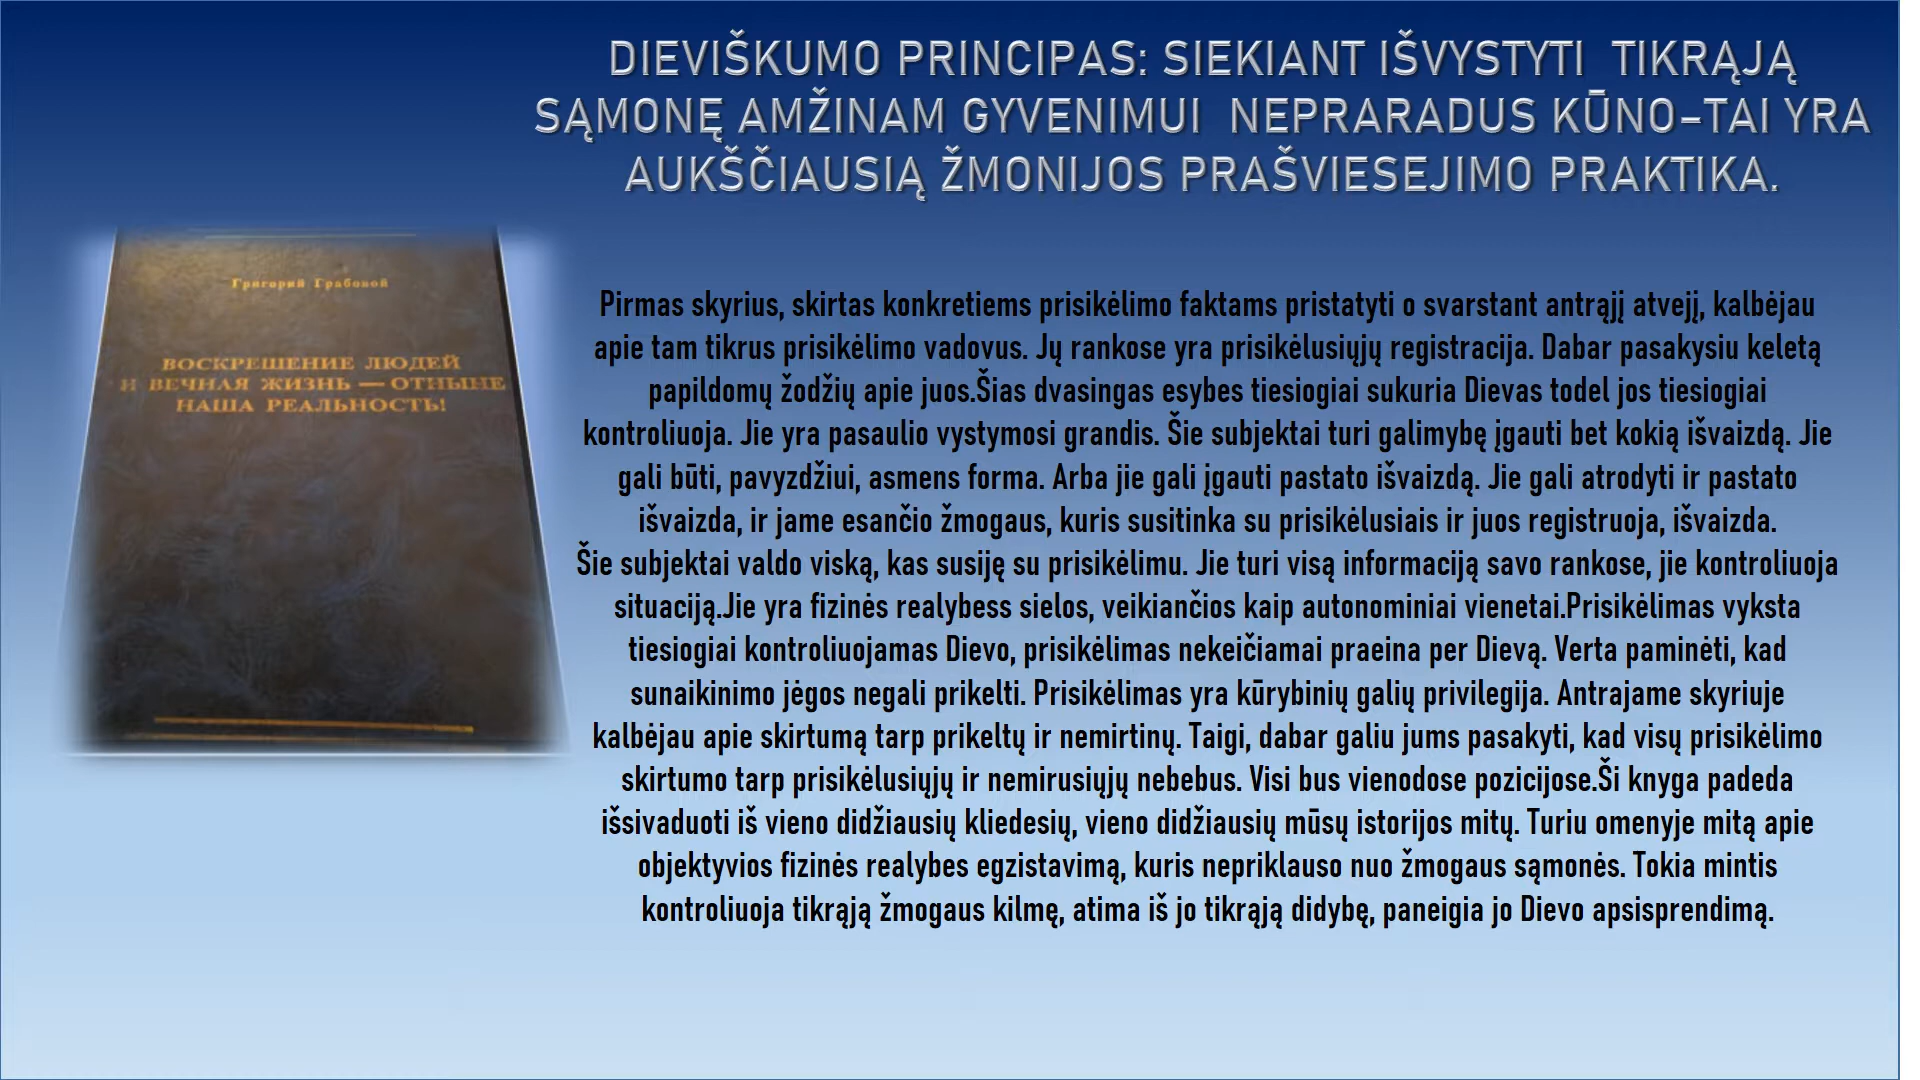 DIEVIŠKUMO PRINCIPAS: SIEKIANT IŠVYSTYTI TIKRĄJĄ
SĄMONĘ AMŽINAM GYVENIMUI NEPRARADUS KŪNO–TAI YRA
AUKŠČIAUSIĄ ŽMONIJOS PRAŠVIESEJIMO PRAKTIKA.
Григорий Грабовой
ВОСКРЕШЕНИЕ ЛЮДЕЙ
И ВЕЧНАЯ ЖИЗНЬ — ОТНЫНЕ
НАША РЕАЛЬНОСТЬ!
Pirmas skyrius, skirtas konkretiems prisikėlimo faktams pristatyti o svarstant antrąjį atvejį, kalbėjau
apie tam tikrus prisikėlimo vadovus. Jų rankose yra prisikėlusiųjų registracija. Dabar pasakysiu keletą
papildomų žodžių apie juos.Šias dvasingas esybes tiesiogiai sukuria Dievas todel jos tiesiogiai
kontroliuoja. Jie yra pasaulio vystymosi grandis. Šie subjektai turi galimybę įgauti bet kokią išvaizdą. Jie
gali būti, pavyzdžiui, asmens forma. Arba jie gali įgauti pastato išvaizdą. Jie gali atrodyti ir pastato
išvaizda, ir jame esančio žmogaus, kuris susitinka su prisikėlusiais ir juos registruoja, išvaizda.
Šie subjektai valdo viską, kas susiję su prisikėlimu. Jie turi visą informaciją savo rankose, jie kontroliuoja
situaciją.Jie yra fizinės realybess sielos, veikiančios kaip autonominiai vienetai.Prisikėlimas vyksta
tiesiogiai kontroliuojamas Dievo, prisikėlimas nekeičiamai praeina per Dievą. Verta paminėti, kad
sunaikinimo jėgos negali prikelti. Prisikėlimas yra kūrybinių galių privilegija. Antrajame skyriuje
kalbėjau apie skirtumą tarp prikeltų ir nemirtinų. Taigi, dabar galiu jums pasakyti, kad visų prisikėlimo
skirtumo tarp prisikėlusiųjų ir nemirusiųjų nebebus. Visi bus vienodose pozicijose.Ši knyga padeda
išsivaduoti iš vieno didžiausių kliedesių, vieno didžiausių mūsų istorijos mitų. Turiu omenyje mitą apie
objektyvios fizinės realybes egzistavimą, kuris nepriklauso nuo žmogaus sąmonės. Tokia mintis
kontroliuoja tikrąją žmogaus kilmę, atima iš jo tikrąją didybę, paneigia jo Dievo apsisprendimą.